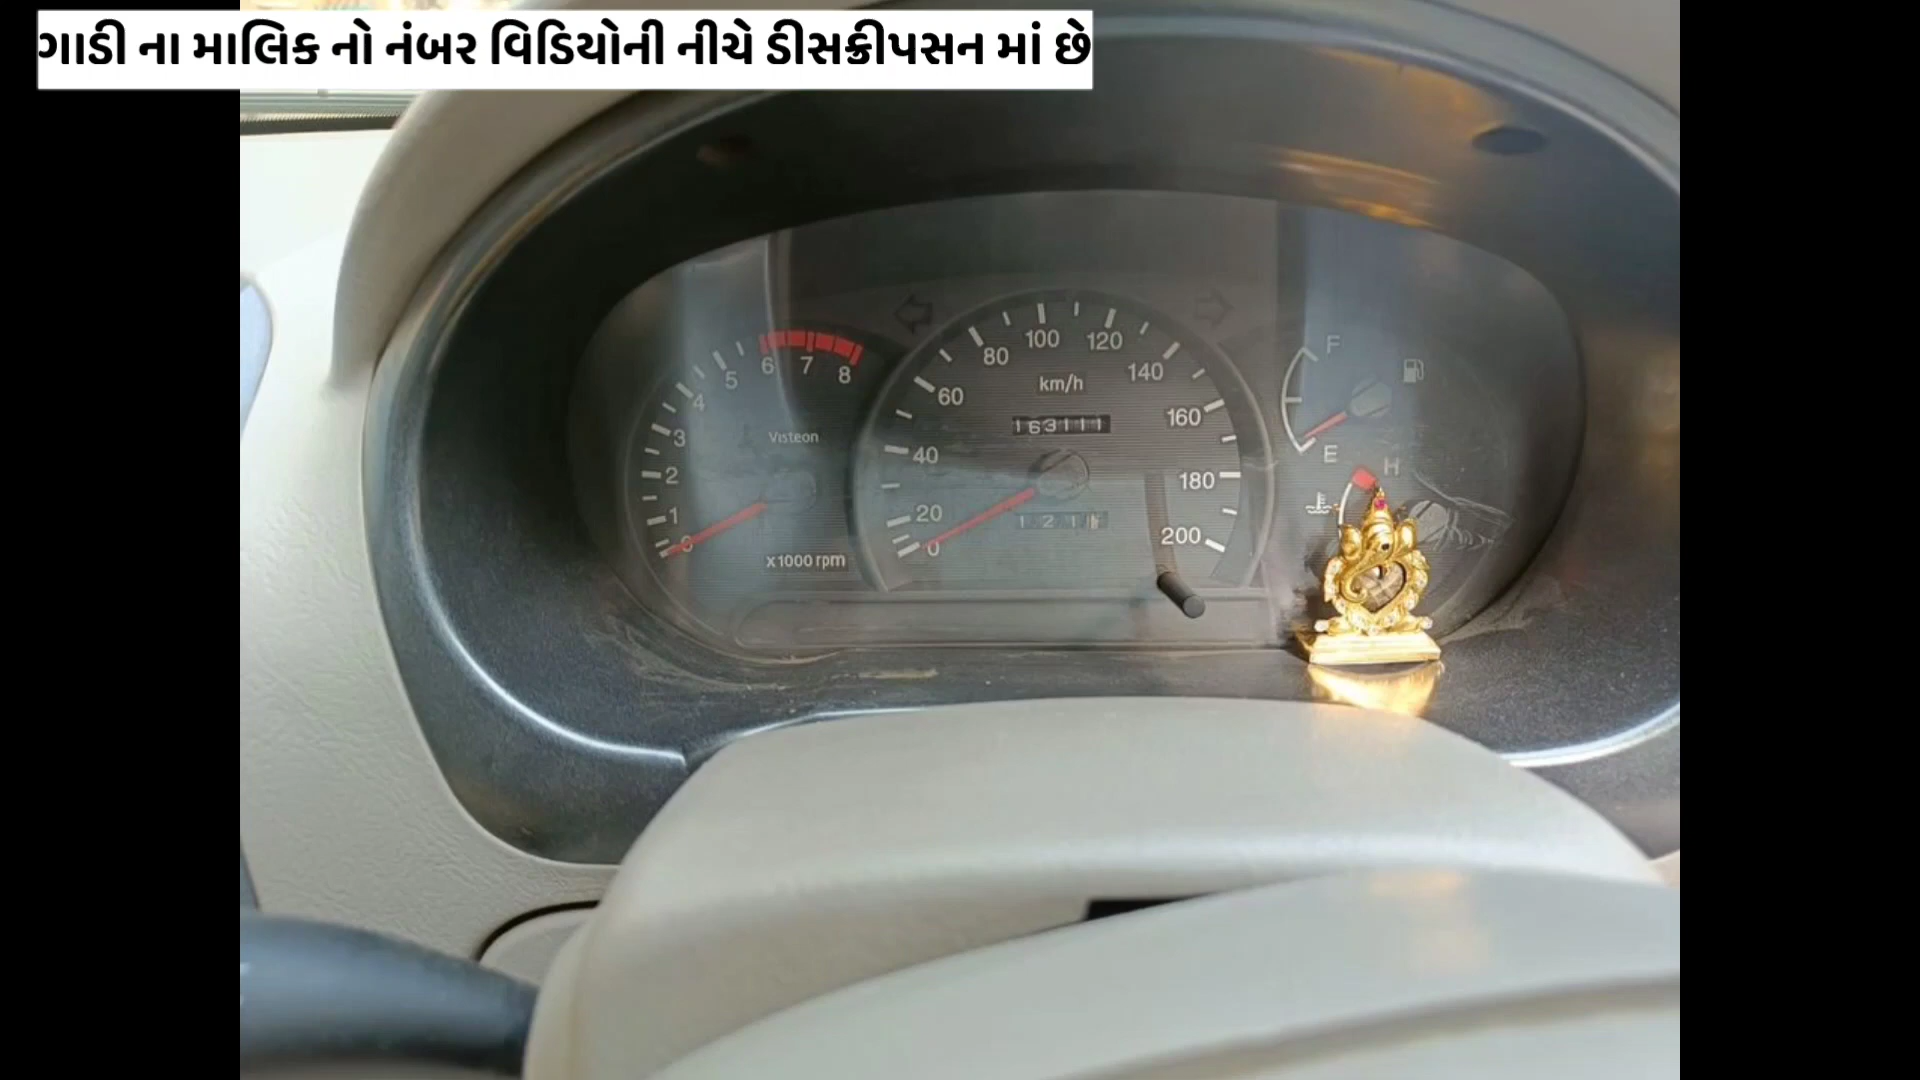 ગાડી ના માલિક નો નંબર વિડિયોની નીચે ડીસક્રીપસન માં છે
0 1 2 3 4 5 6 7 8
Visteon
x1000 rpm
0 20 40 60 80 100 120 140 160 180 200
km/h
163111
F
E
H